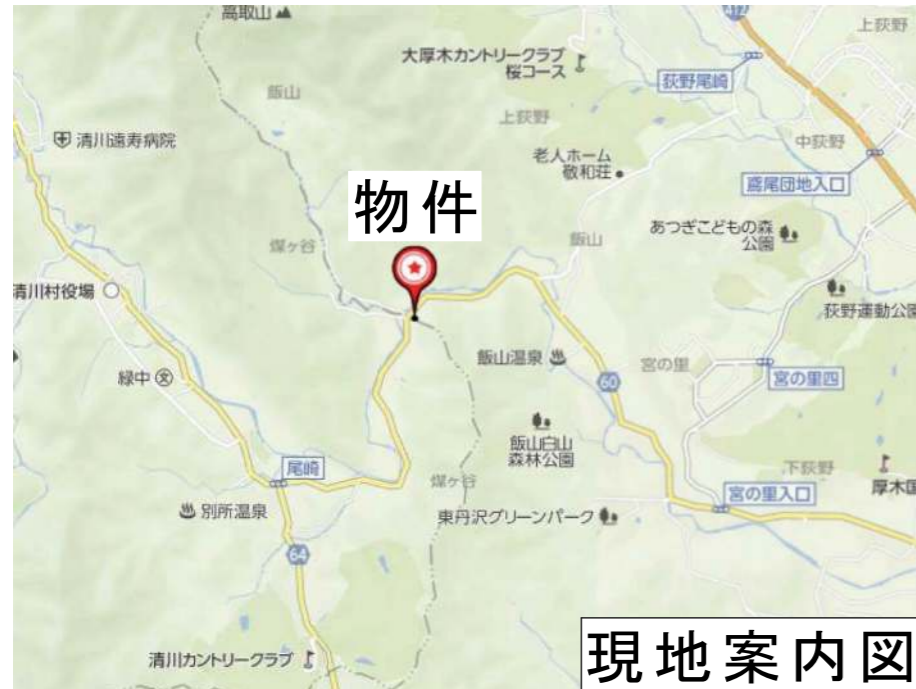 高取山
412
上荻野
大厚木カントリークラブ
桜コース
荻野尾崎
飯山
上荻野
清川遠寿病院
中荻野
老人ホーム
敬和荘
鳶尾団地入口
物件
あつぎこどもの森
公園
飯山
煤ヶ谷
清川村役場
荻野運動公園
飯山温泉
宮の里
緑中
文
60
宮の里四
飯山白山
森林公園
尾崎
煤ヶ谷
下荻野
厚木国
宮の里入口
別所温泉
東丹沢グリーンパーク
64
清川カントリークラブ
現地案内図